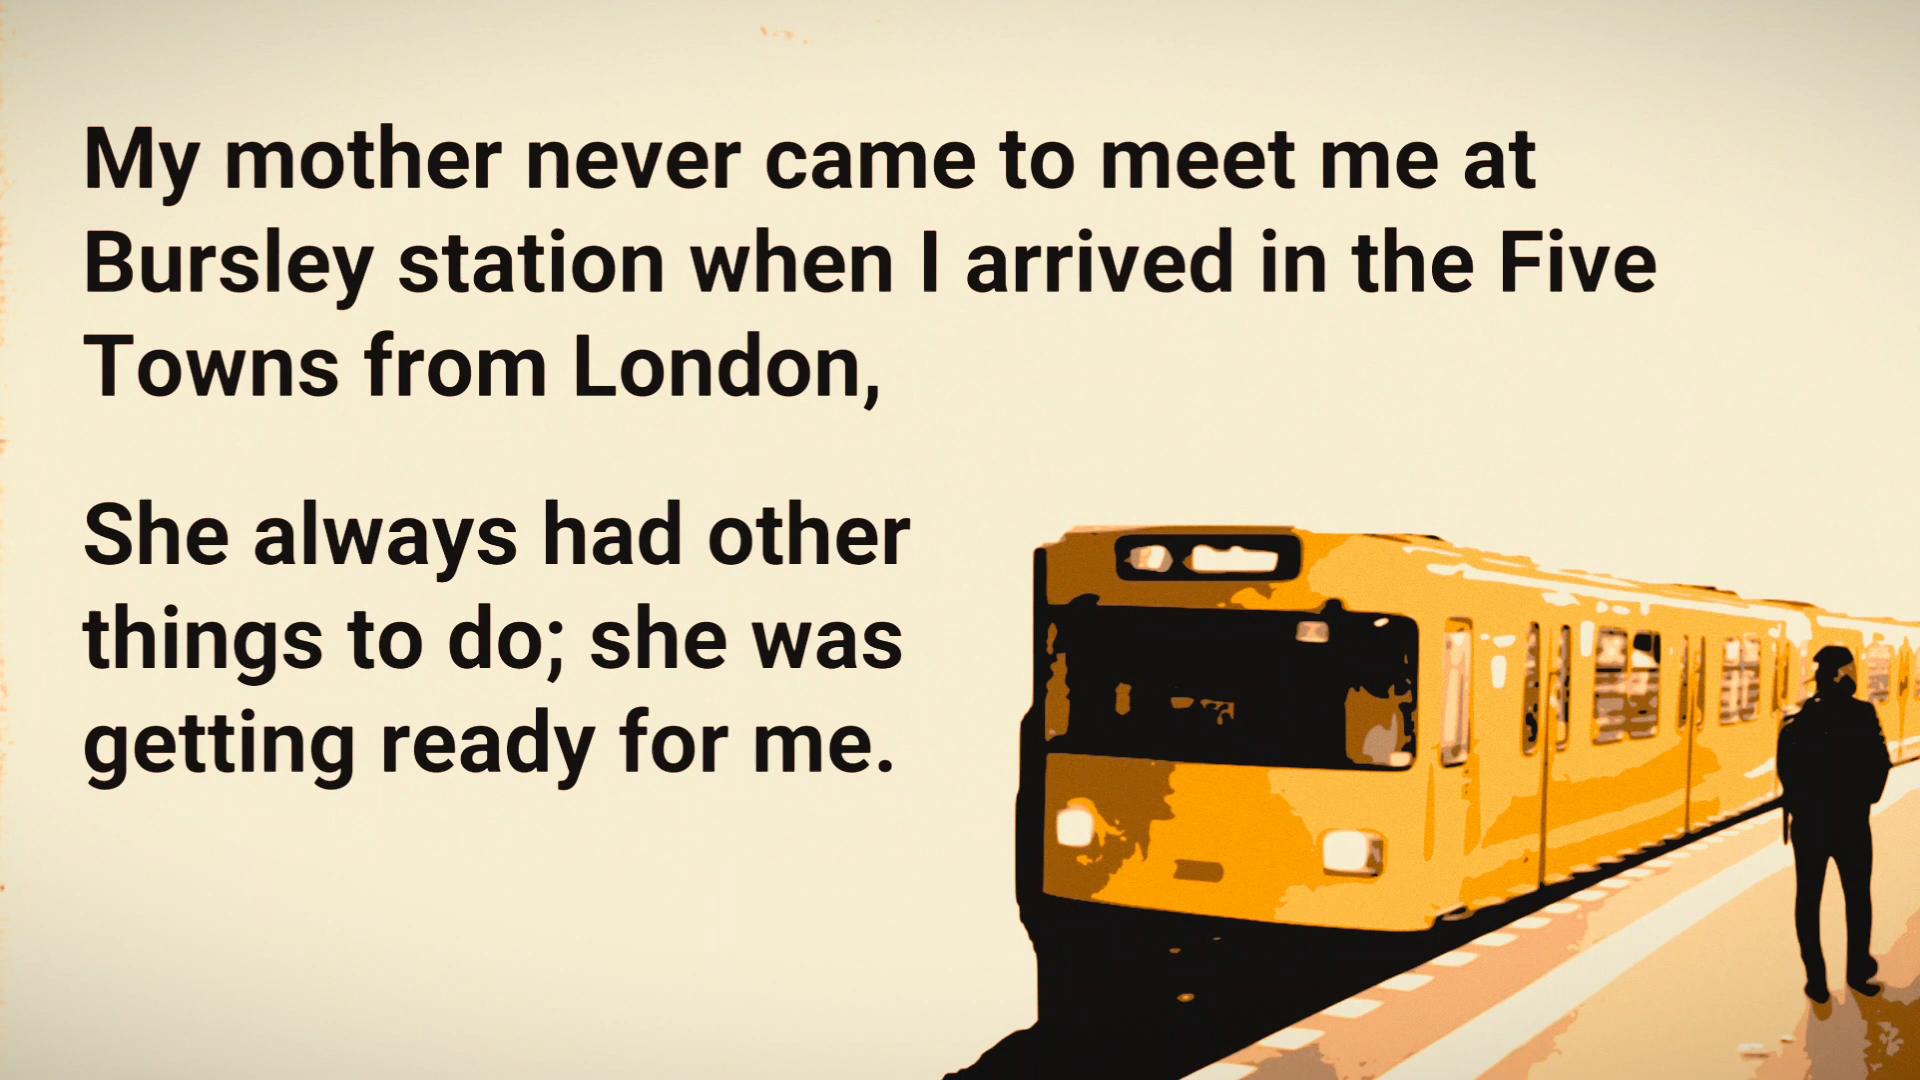 My mother never came to meet me at
Bursley station when I arrived in the Five
Towns from London,
She always had other
things to do; she was
getting ready for me.